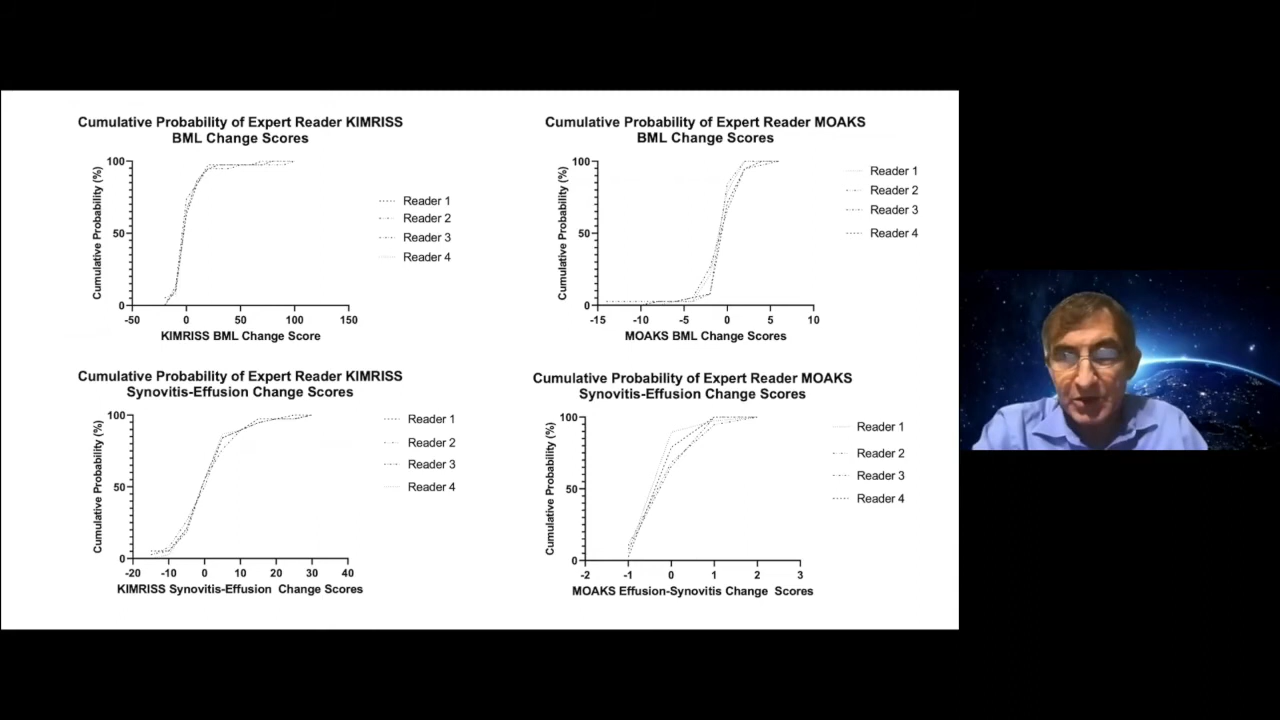 Cumulative Probability of Expert Reader KIMRISS
BML Change Scores
Cumulative Probability (%)
100
50
0
-50 0 50 100 150
KIMRISS BML Change Score
Reader 1
Reader 2
Reader 3
Reader 4
Cumulative Probability of Expert Reader MOAKS
BML Change Scores
Cumulative Probability (%)
100
50
0
-15 -10 -5 0 5 10
MOAKS BML Change Scores
Reader 1
Reader 2
Reader 3
Reader 4
Cumulative Probability of Expert Reader KIMRISS
Synovitis-Effusion Change Scores
Cumulative Probability (%)
100
50
0
-20 -10 0 10 20 30 40
KIMRISS Synovitis-Effusion Change Scores
Reader 1
Reader 2
Reader 3
Reader 4
Cumulative Probability of Expert Reader MOAKS
Synovitis-Effusion Change Scores
Cumulative Probability (%)
100
50
0
-2 -1 0 1 2 3
MOAKS Effusion-Synovitis Change Scores
Reader 1
Reader 2
Reader 3
Reader 4